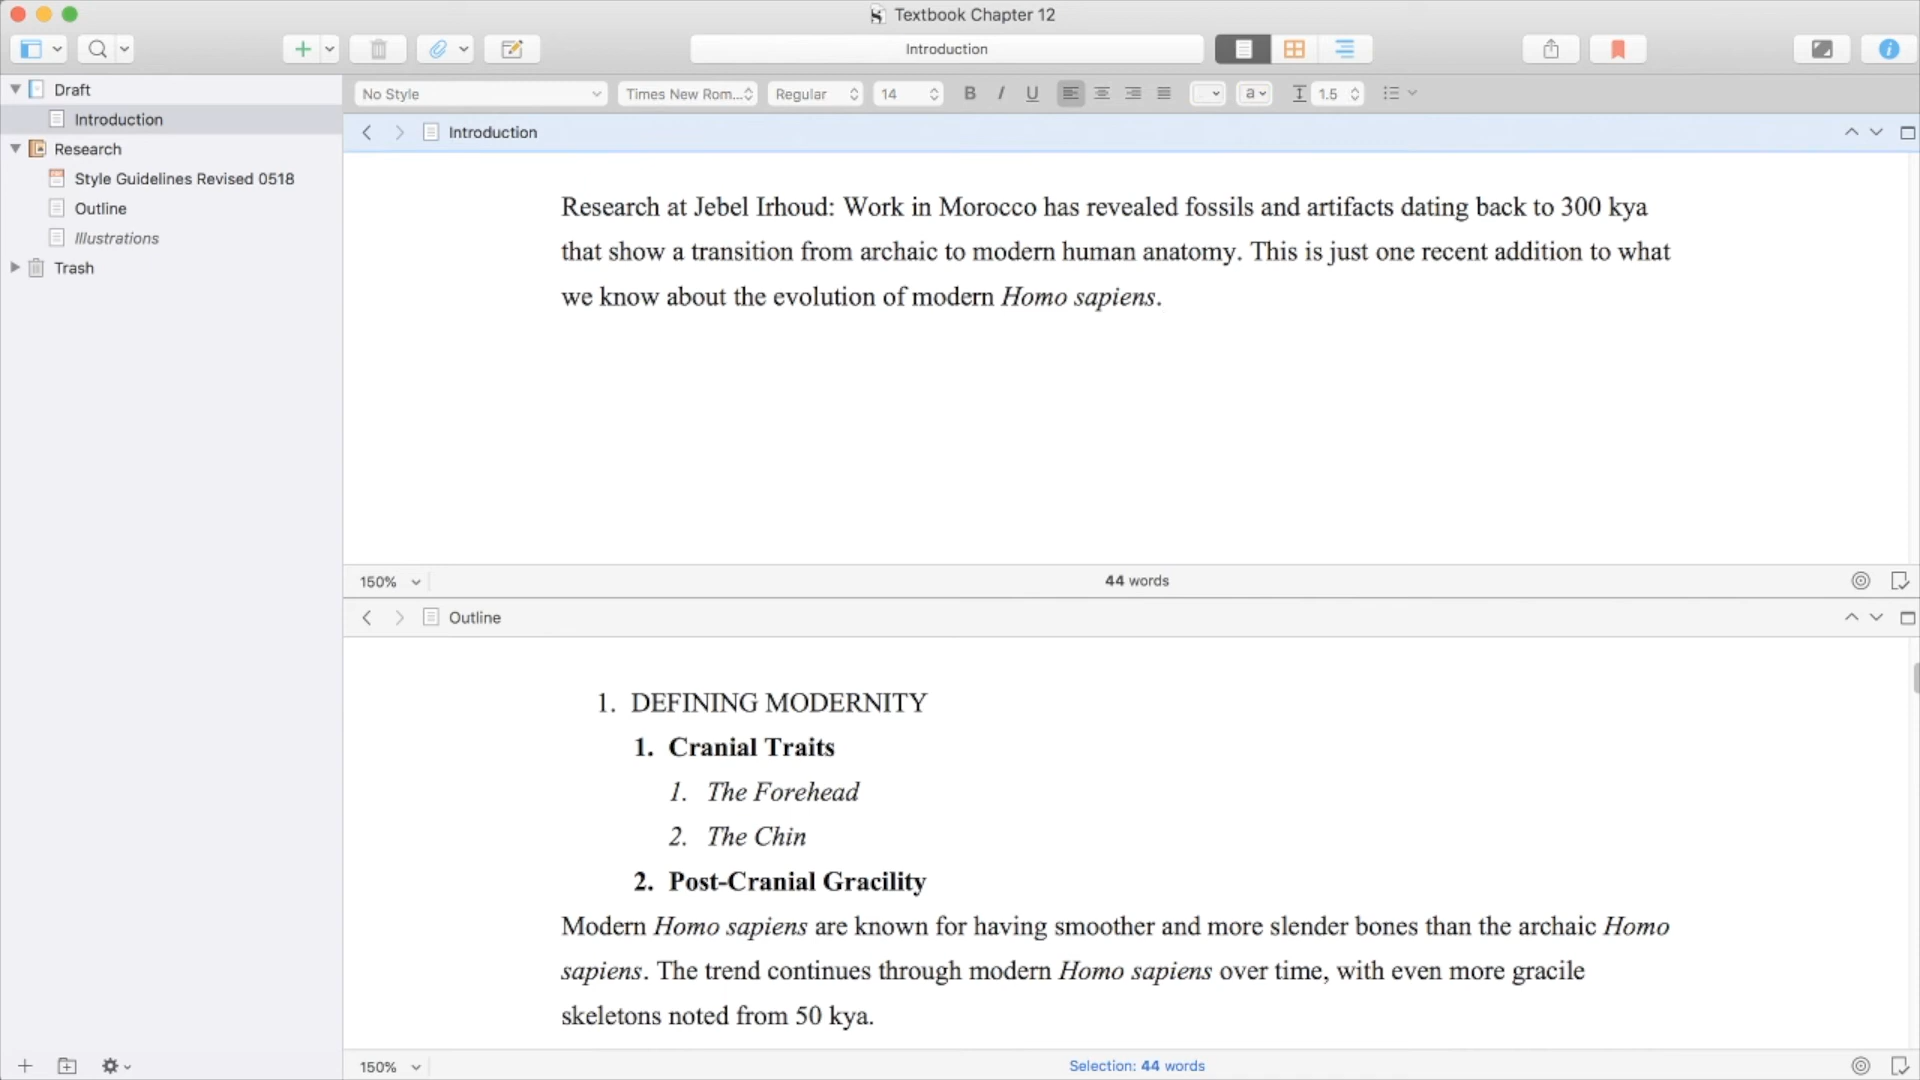 Textbook Chapter 12
Introduction
Draft
Introduction
Research
Style Guidelines Revised 0518
Outline
Illustrations
Trash
No Style
Times New Rom...
Regular
14
B
I
U
a
1.5
Introduction
Research at Jebel Irhoud: Work in Morocco has revealed fossils and artifacts dating back to 300 kya
that show a transition from archaic to modern human anatomy. This is just one recent addition to what
we know about the evolution of modern Homo sapiens.
150%
44 words
Outline
1. DEFINING MODERNITY
1. Cranial Traits
1. The Forehead
2. The Chin
2. Post-Cranial Gracility
Modern Homo sapiens are known for having smoother and more slender bones than the archaic Homo
sapiens. The trend continues through modern Homo sapiens over time, with even more gracile
skeletons noted from 50 kya.
150%
Selection: 44 words